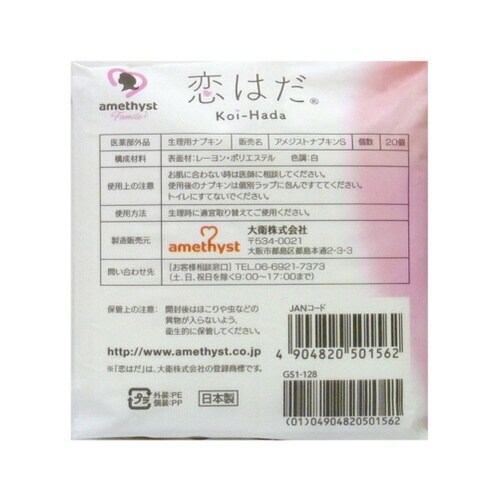 amethyst
Famille
恋はだ®
Koi-Hada
医薬部外品 生理用ナプキン 販売名 アメジストナプキンS 個数 20個
構成材料 表面材:レーヨン・ポリエステル 色調:白
使用上の注意 お肌に合わない時は医師に相談してください。
使用後のナプキンは個別ラップに包んですててください。
トイレにすてないでください。
使用方法 生理時に適宜取り替えてご使用ください。
製造販売元 amethyst 大衛株式会社
〒534-0021
大阪市都島区都島本通2-3-3
問い合わせ先 [お客様相談窓口] TEL.06-6921-7373
(土、日、祝日を除く9:00〜17:00まで)
保管上の注意: 開封後はほこりや虫などの
異物が入らないよう、
衛生的に保管してください。
http://www.amethyst.co.jp
※「恋はだ」は、大衛株式会社の登録商標です。
プラ 外装:PE
個装:PP
日本製
JANコード
4 904820 501562
GS1-128
(01)04904820501562